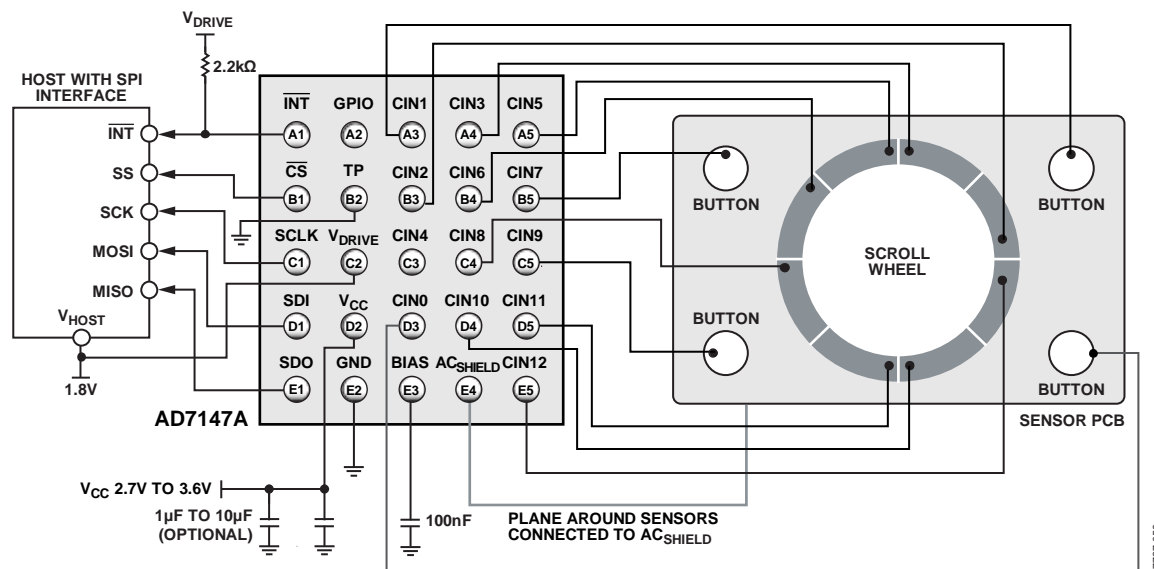 VDRIVE
2.2kΩ
HOST WITH SPI
INTERFACE
INT
SS
SCK
MOSI
MISO
VHOST
1.8V
INT GPIO CIN1 CIN3 CIN5
A1 A2 A3 A4 A5
CS TP CIN2 CIN6 CIN7
B1 B2 B3 B4 B5
SCLK VDRIVE CIN4 CIN8 CIN9
C1 C2 C3 C4 C5
SDI VCC CIN0 CIN10 CIN11
D1 D2 D3 D4 D5
SDO GND BIAS ACSHIELD CIN12
E1 E2 E3 E4 E5
AD7147A
BUTTON
BUTTON
SCROLL
WHEEL
BUTTON
BUTTON
SENSOR PCB
VCC 2.7V TO 3.6V
1µF TO 10µF
(OPTIONAL)
100nF
PLANE AROUND SENSORS
CONNECTED TO ACSHIELD